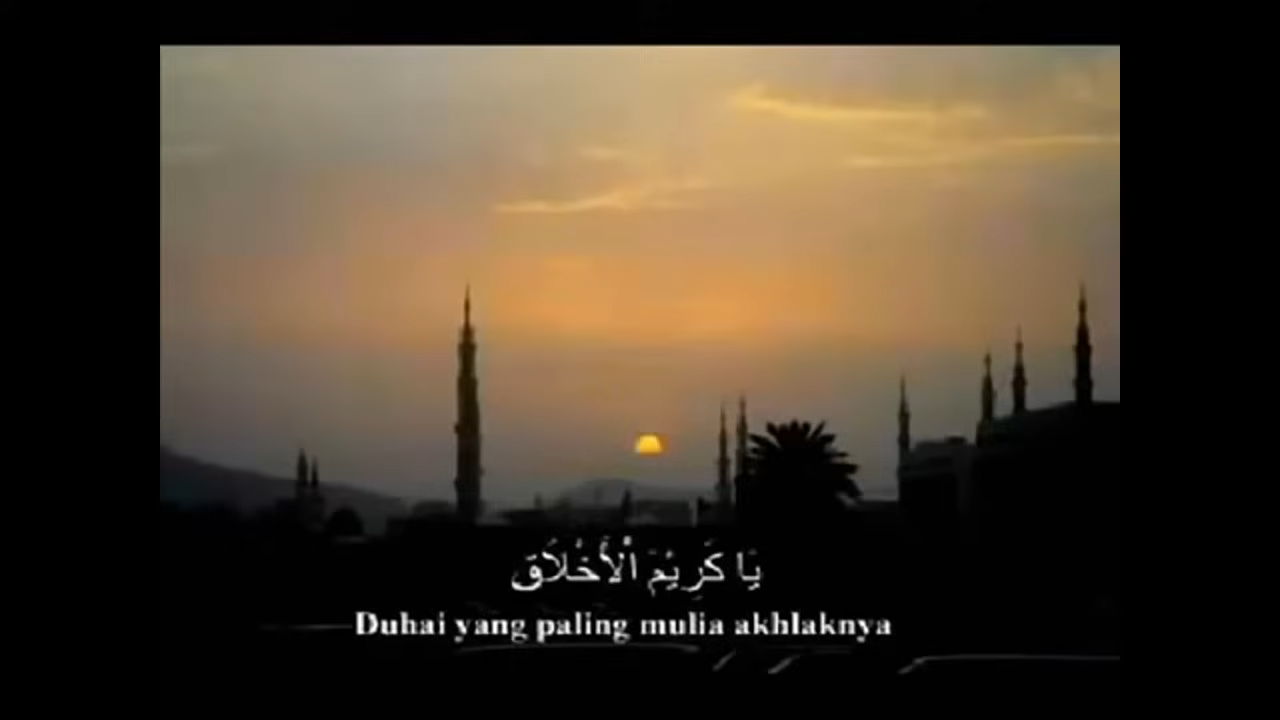 يَا كَرِيْمَ الْأَخْلَاقِ
Duhai yang paling mulia akhlaknya